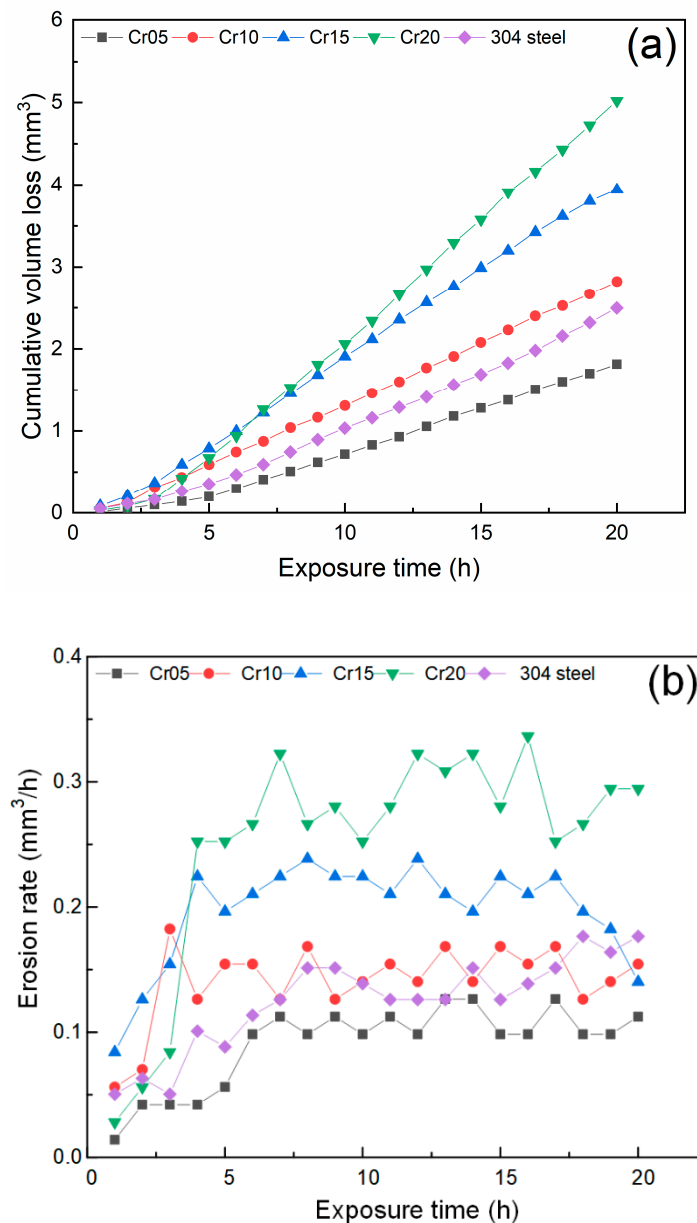 (a)
Cr05 Cr10 Cr15 Cr20 304 steel
6
5
4
3
2
1
0
0 5 10 15 20
Cumulative volume loss (mm³)
Exposure time (h)
(b)
Cr05 Cr10 Cr15 Cr20 304 steel
0.4
0.3
0.2
0.1
0.0
0 5 10 15 20
Erosion rate (mm³/h)
Exposure time (h)